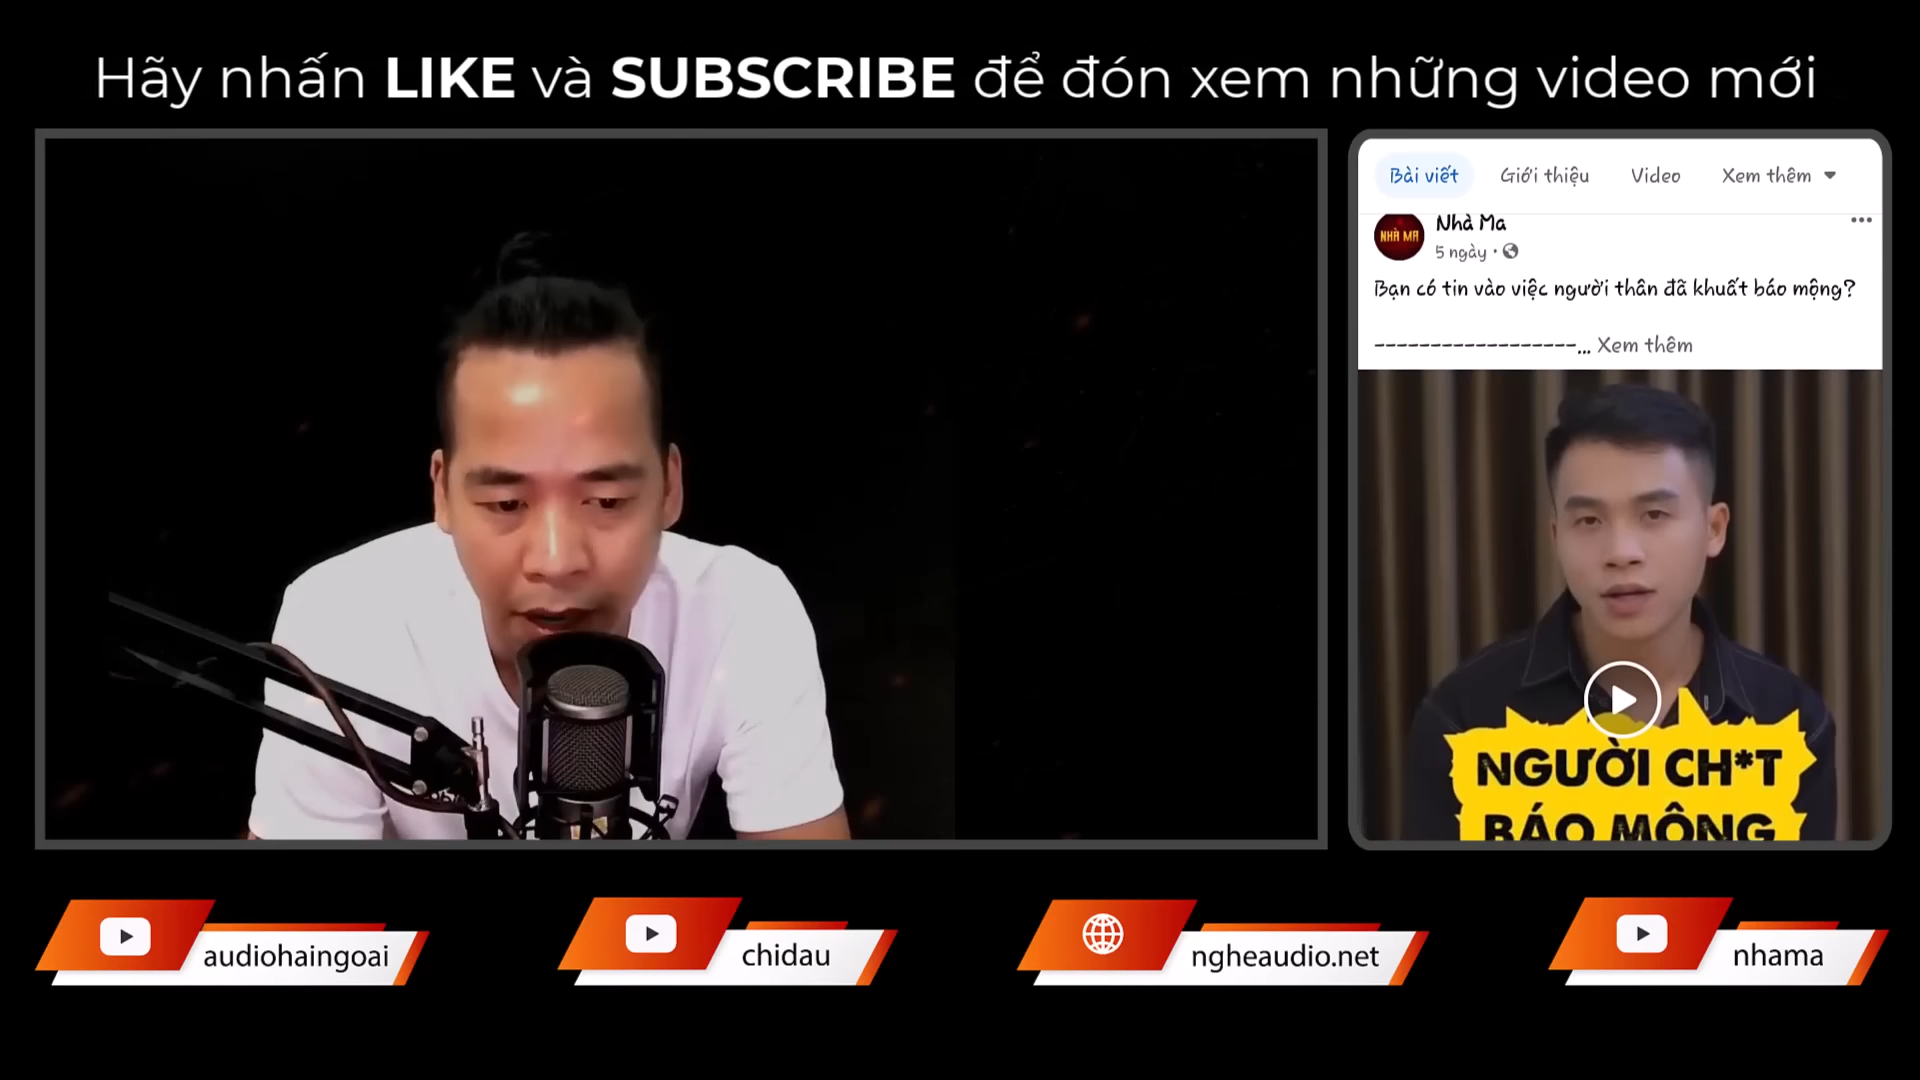 Hãy nhấn LIKE và SUBSCRIBE để đón xem những video mới
Bài viết Giới thiệu Video Xem thêm
NHÀ MA
Nhà Ma
5 ngày
Bạn có tin vào việc người thân đã khuất báo mộng?
------------------... Xem thêm
NGƯỜI CH*T
BÁO MỘNG
audiohaingoai
chidau
ngheaudio.net
nhama